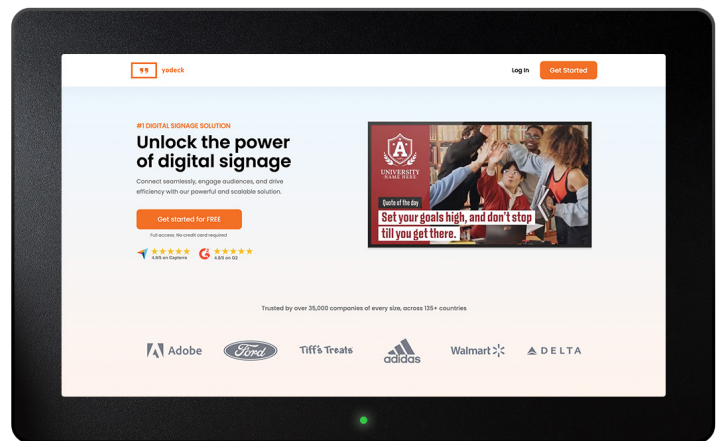 yodeck
Log In
Get Started
#1 DIGITAL SIGNAGE SOLUTION
Unlock the power
of digital signage
Connect seamlessly, engage audiences, and drive
efficiency with our powerful and scalable solution.
Get started for FREE
Full access. No credit card required
4.8/5 on Capterra
4.8/5 on G2
A
UNIVERSITY
NAME HERE
Quote of the day
Set your goals high, and don't stop
till you get there.
Trusted by over 35,000 companies of every size, across 135+ countries
Adobe
Ford
Tiff's Treats
adidas
Walmart
DELTA